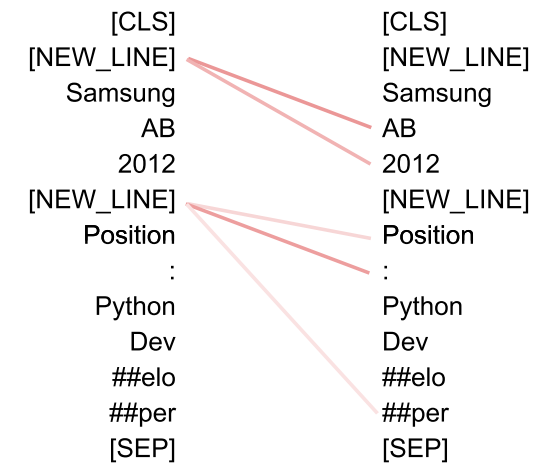 [CLS] [CLS]
[NEW_LINE] [NEW_LINE]
Samsung Samsung
AB AB
2012 2012
[NEW_LINE] [NEW_LINE]
Position Position
: :
Python Python
Dev Dev
##elo ##elo
##per ##per
[SEP] [SEP]